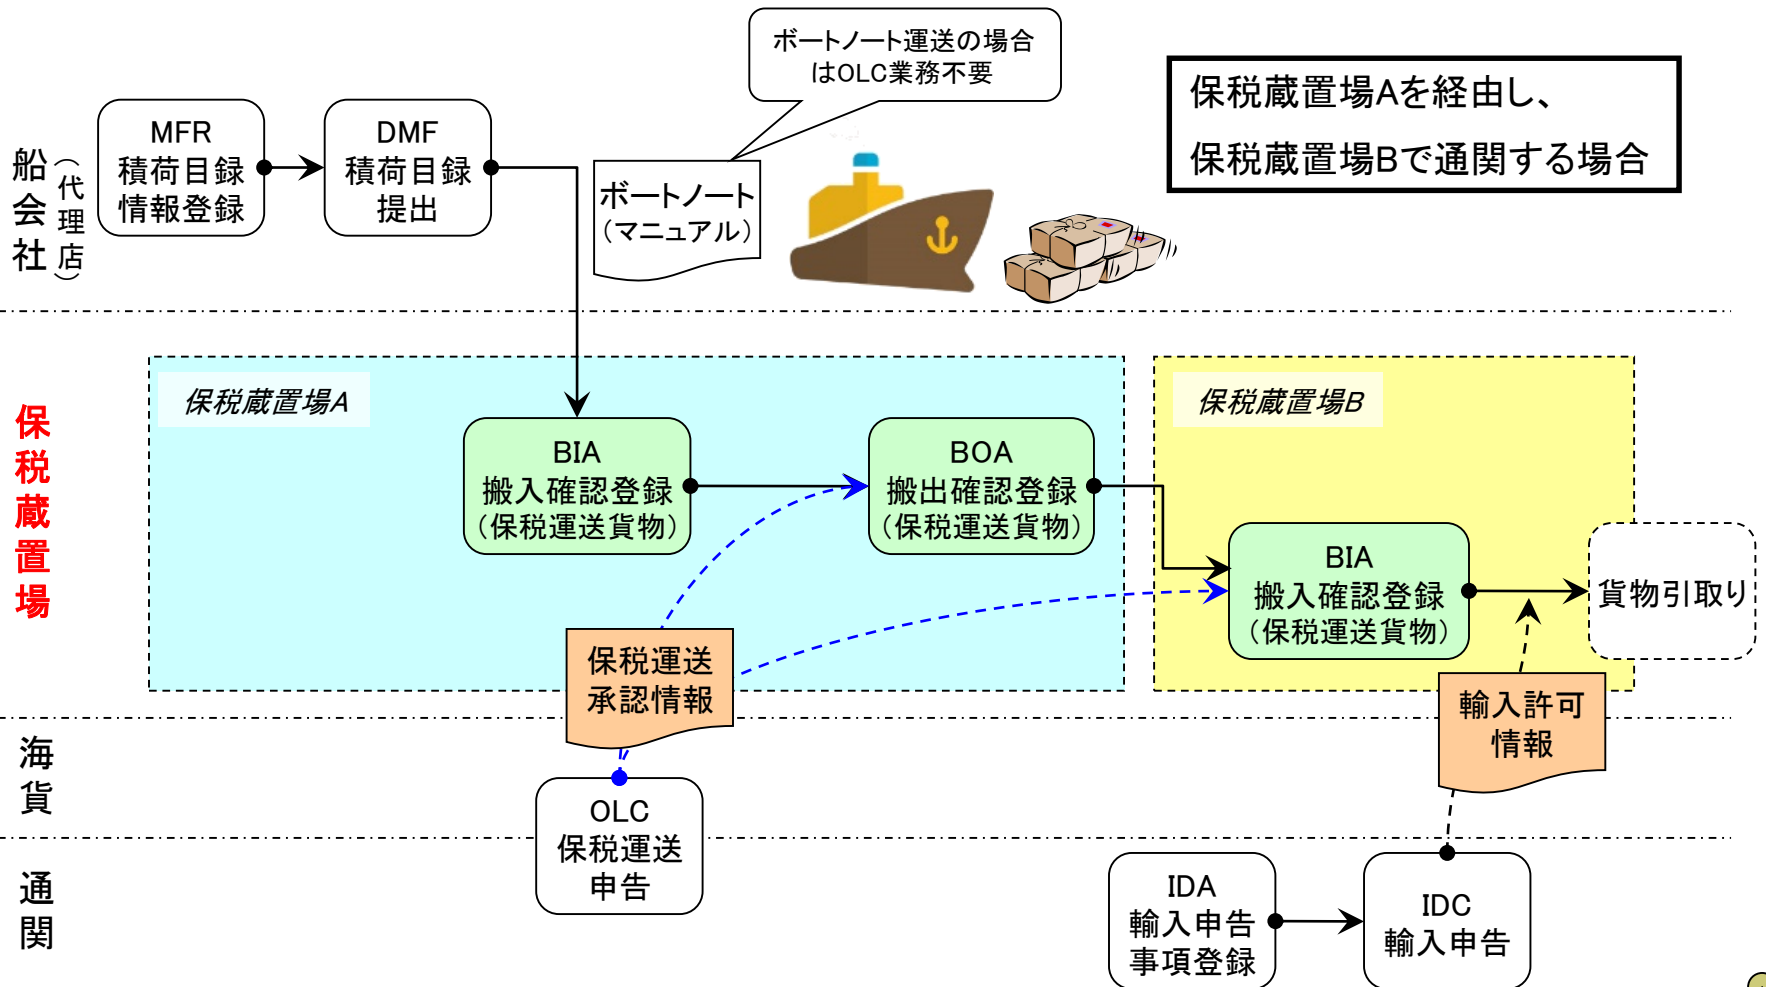 ボートノート運送の場合
はOLC業務不要
保税蔵置場Aを経由し、
保税蔵置場Bで通関する場合
船会社
（代理店）
MFR
積荷目録
情報登録
DMF
積荷目録
提出
ボートノート
（マニュアル）
保税蔵置場
保税蔵置場A
BIA
搬入確認登録
（保税運送貨物）
BOA
搬出確認登録
（保税運送貨物）
保税蔵置場B
BIA
搬入確認登録
（保税運送貨物）
貨物引取り
保税運送
承認情報
輸入許可
情報
海貨
OLC
保税運送
申告
通関
IDA
輸入申告
事項登録
IDC
輸入申告